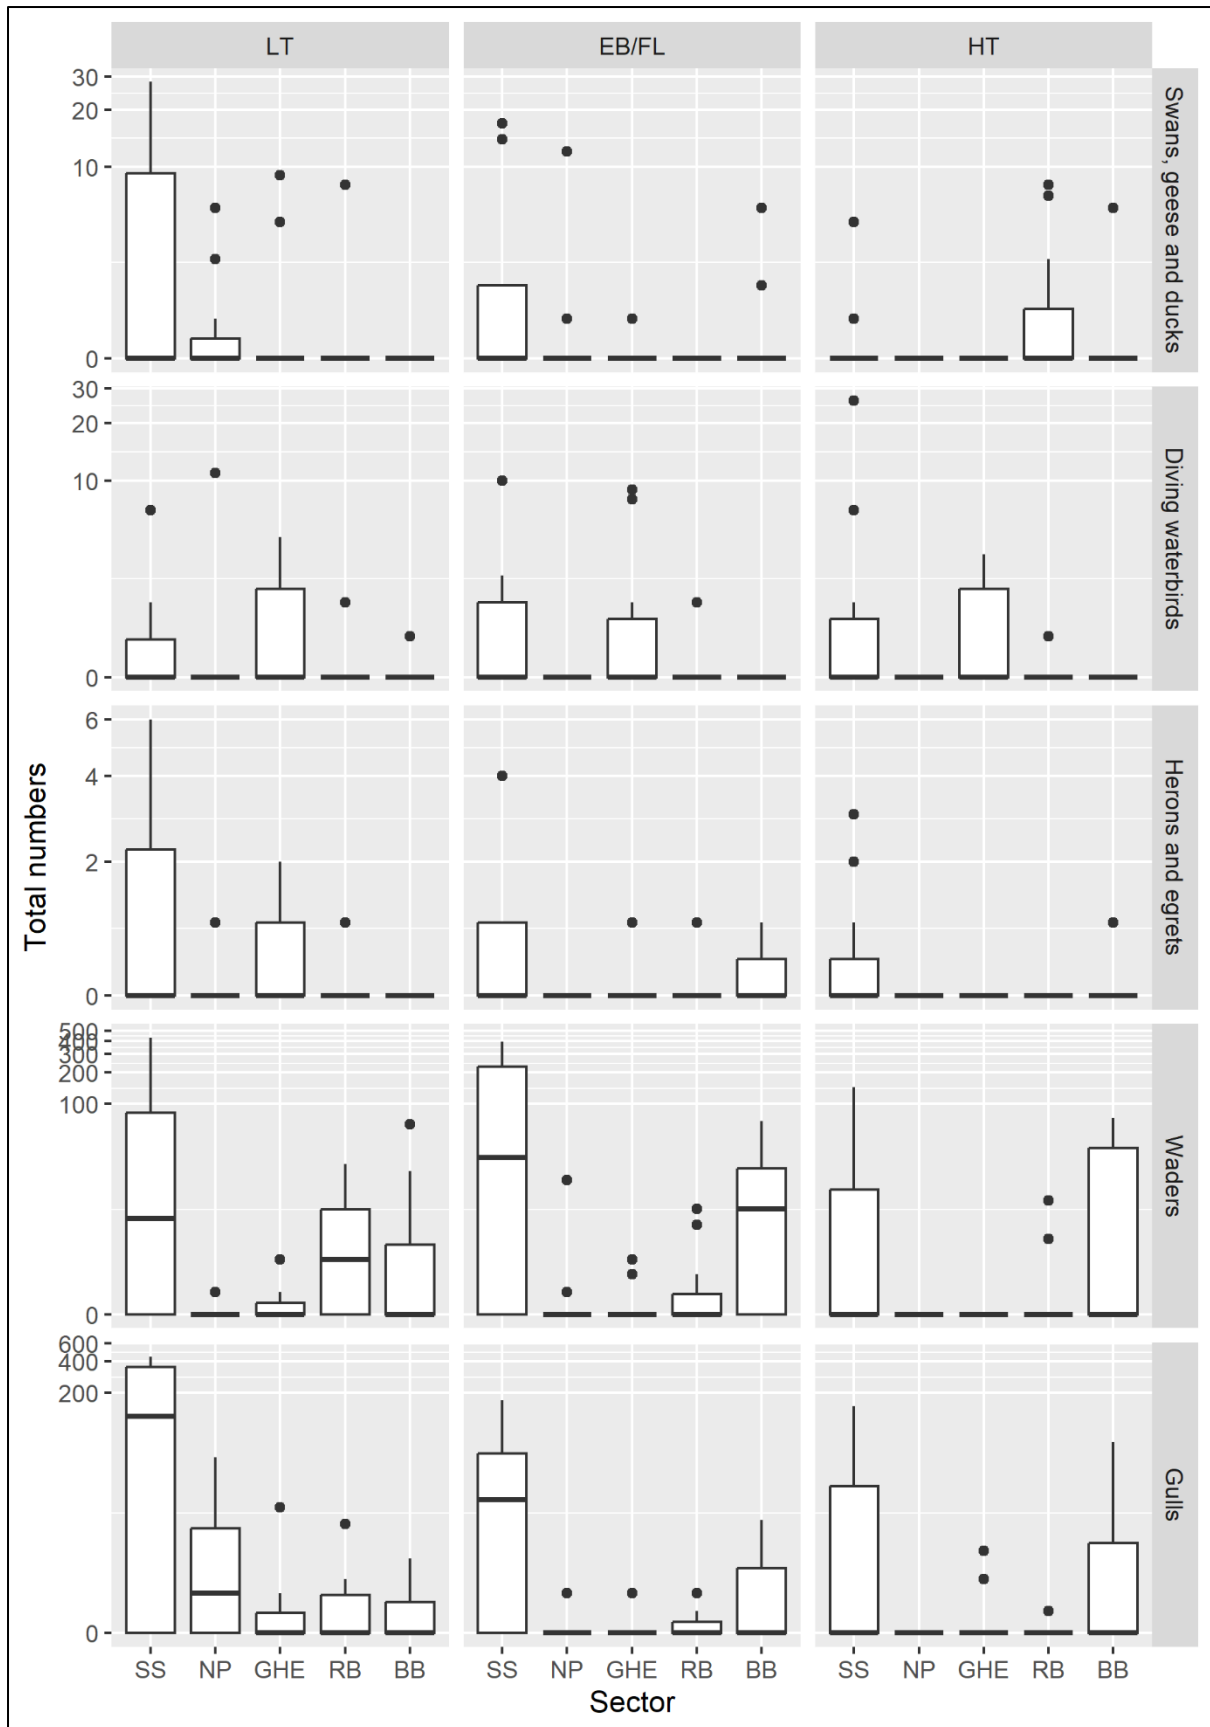 LT EB/FL HT
30
20
10
0
Swans, geese and ducks
30
20
10
0
Diving waterbirds
6
4
2
0
Herons and egrets
500
400
300
200
100
0
Waders
600
400
200
0
Gulls
Total numbers
SS NP GHE RB BB SS NP GHE RB BB SS NP GHE RB BB
Sector